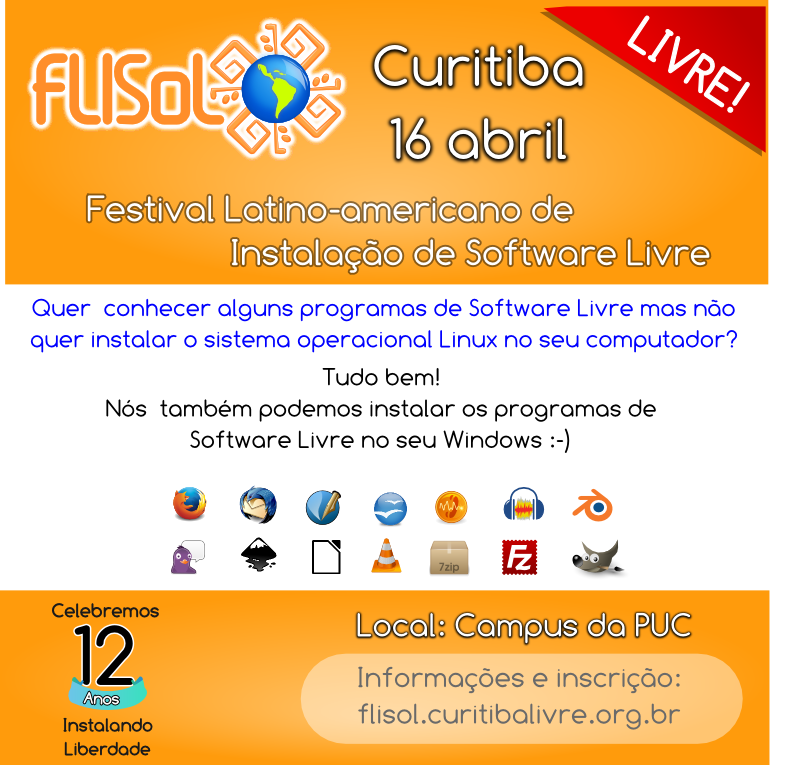 FLISoL
Curitiba
16 abril
LIVRE!
Festival Latino-americano de
Instalação de Software Livre
Quer conhecer alguns programas de Software Livre mas não
quer instalar o sistema operacional Linux no seu computador?
Tudo bem!
Nós também podemos instalar os programas de
Software Livre no seu Windows :-)
7zip
Fz
Celebremos
12
Anos
Instalando
Liberdade
Local: Campus da PUC
Informações e inscrição:
flisol.curitibalivre.org.br